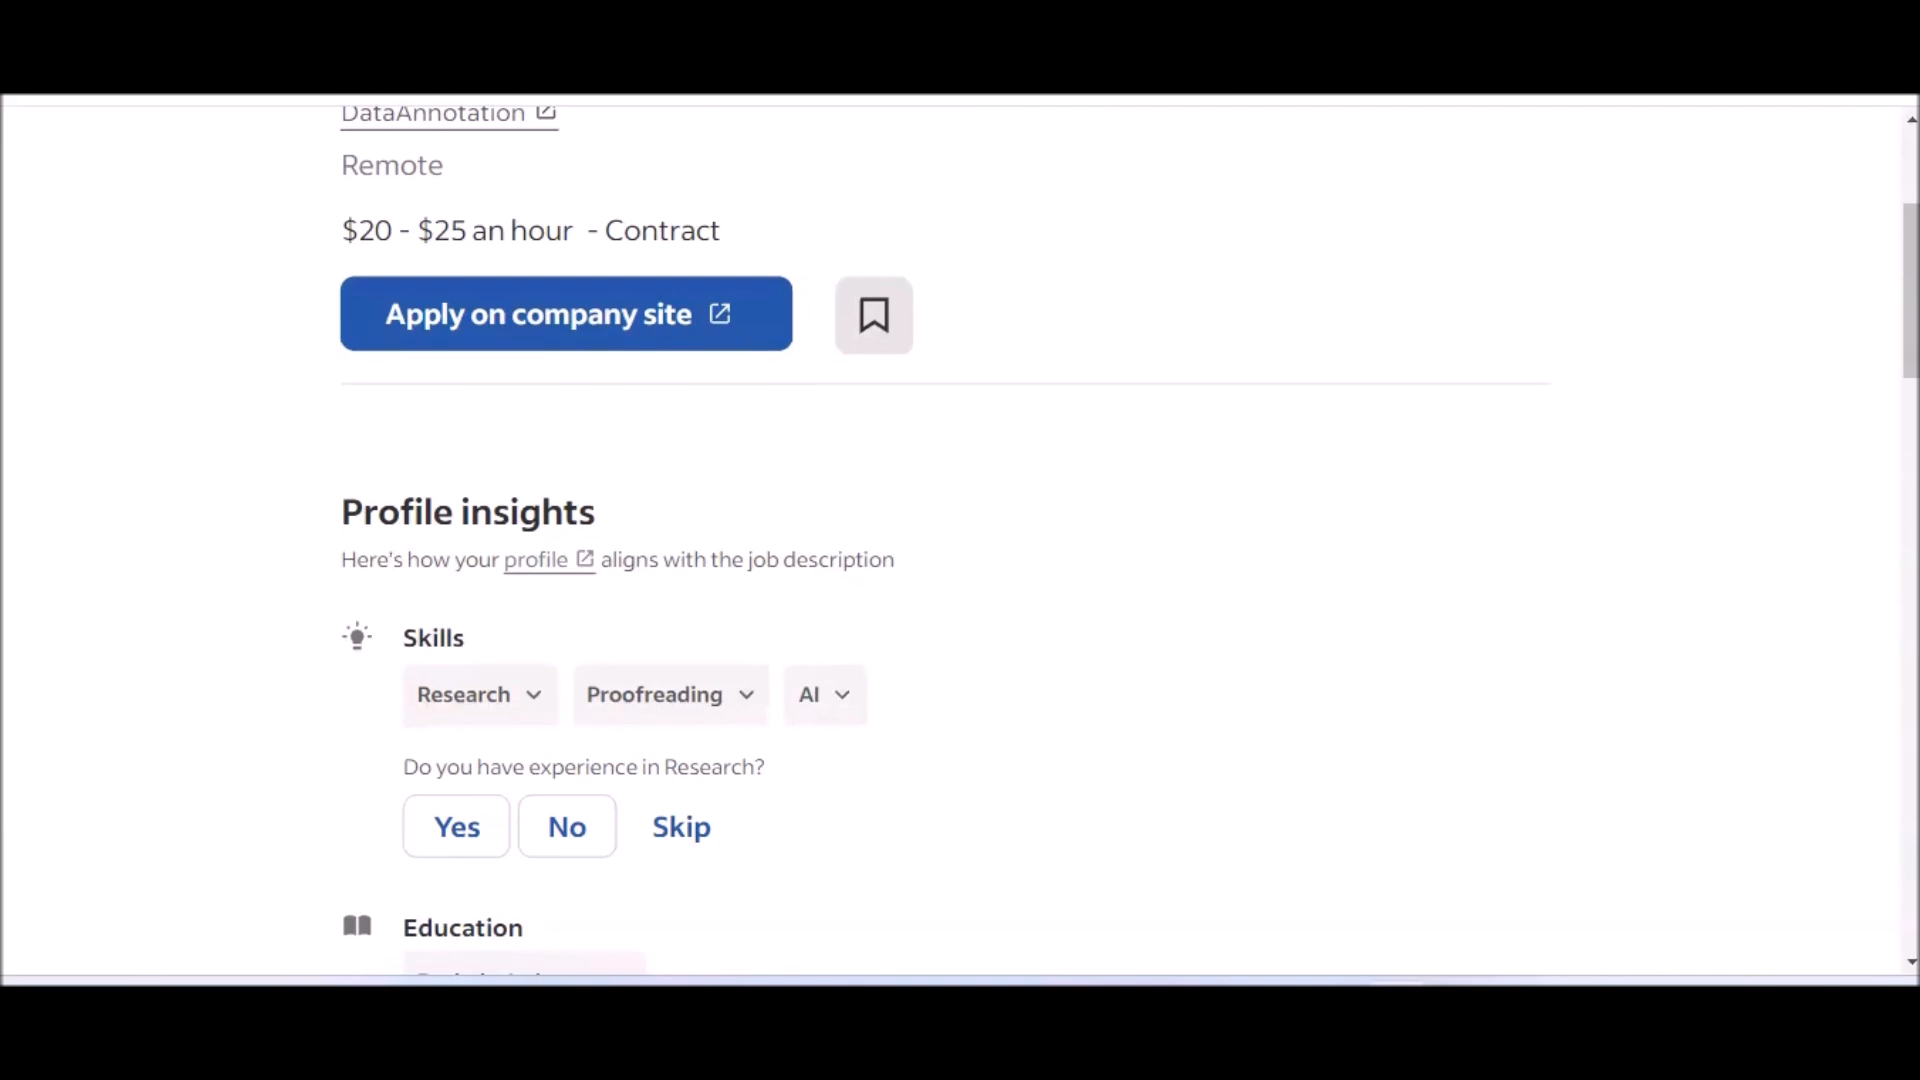 DataAnnotation
Remote
$20 - $25 an hour - Contract
Apply on company site
Profile insights
Here's how your profile aligns with the job description
Skills
Research Proofreading AI
Do you have experience in Research?
Yes No Skip
Education